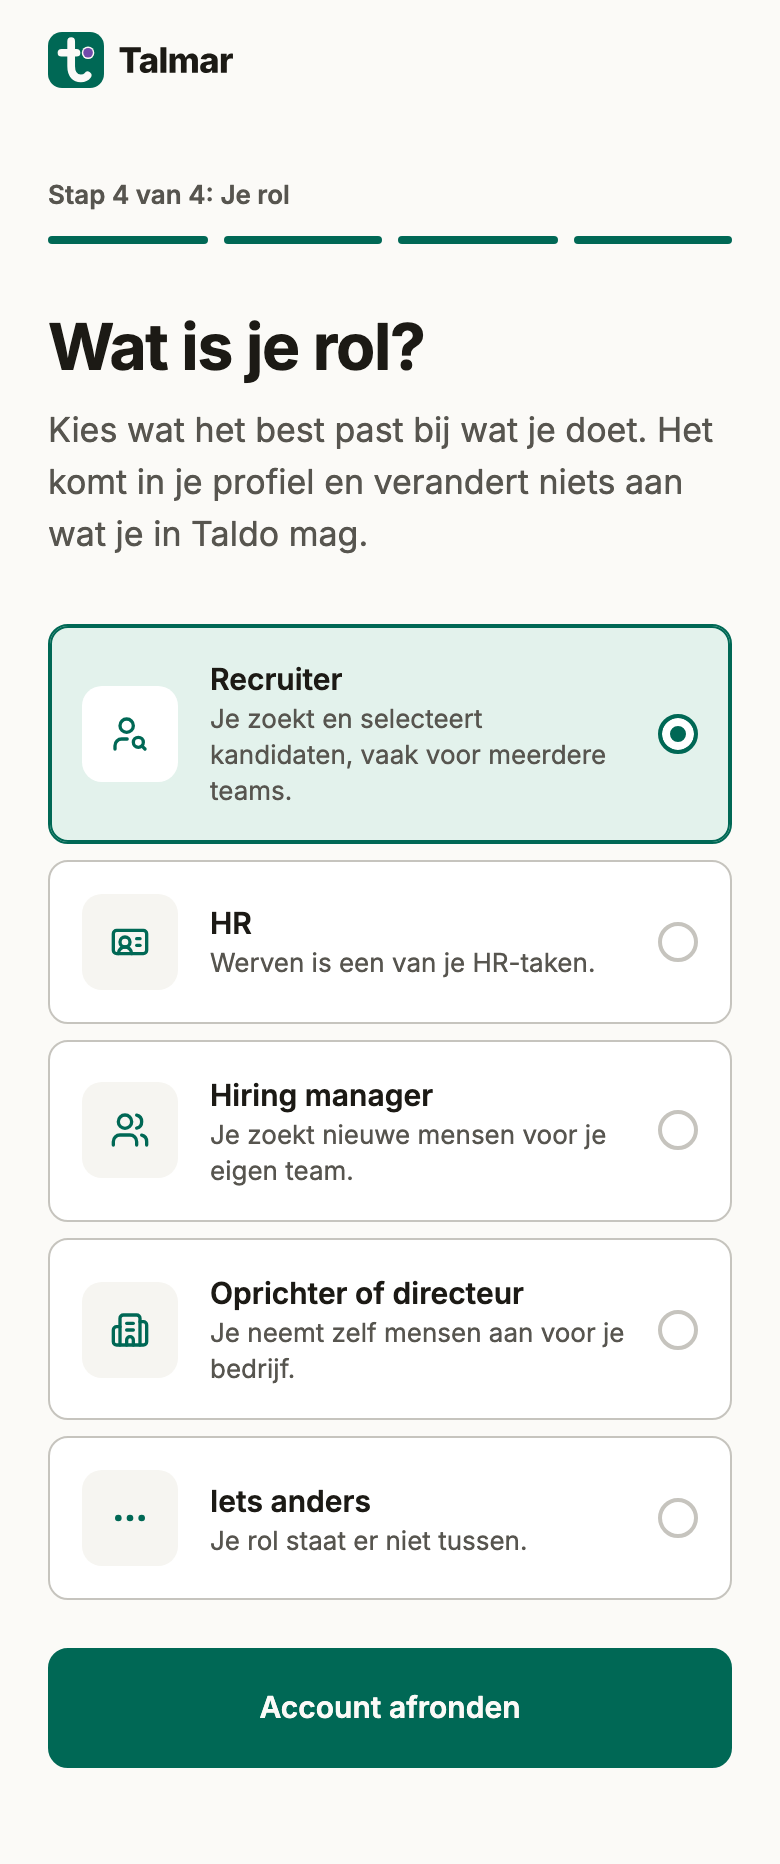 Talmar
Stap 4 van 4: Je rol
Wat is je rol?
Kies wat het best past bij wat je doet. Het
komt in je profiel en verandert niets aan
wat je in Taldo mag.
Recruiter
Je zoekt en selecteert
kandidaten, vaak voor meerdere
teams.
HR
Werven is een van je HR-taken.
Hiring manager
Je zoekt nieuwe mensen voor je
eigen team.
Oprichter of directeur
Je neemt zelf mensen aan voor je
bedrijf.
Iets anders
Je rol staat er niet tussen.
Account afronden